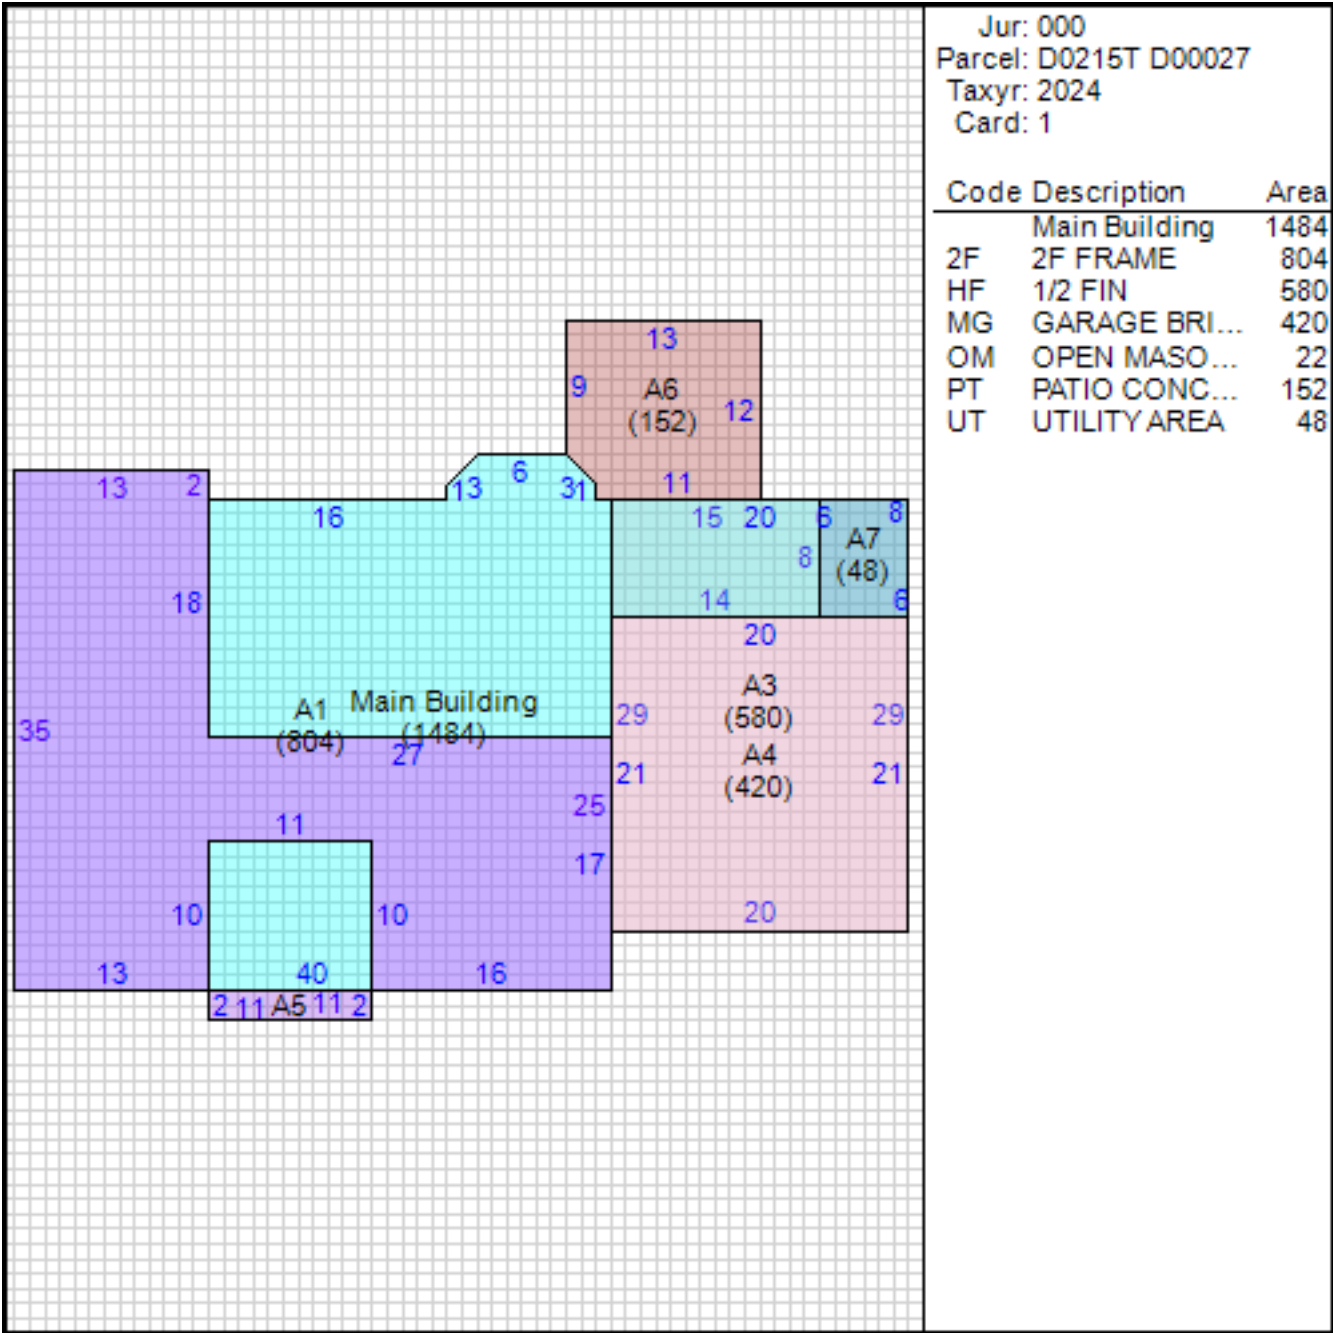 Jur: 000
Parcel: D0215T D00027
Taxyr: 2024
Card: 1
Code Description Area
Main Building 1484
2F 2F FRAME 804
HF 1/2 FIN 580
MG GARAGE BRI... 420
OM OPEN MASO... 22
PT PATIO CONC... 152
UT UTILITY AREA 48
13
9
A6
(152)
12
11
13 2
6
13
31
16
15 20 6 8
A7
(48)
8
18
14
6
20
A3
(580)
29
29
A1
(804)
Main Building
(1484)
35
27
A4
(420)
21
21
25
11
17
10
10
20
13
40
16
2 11 A5 11 2